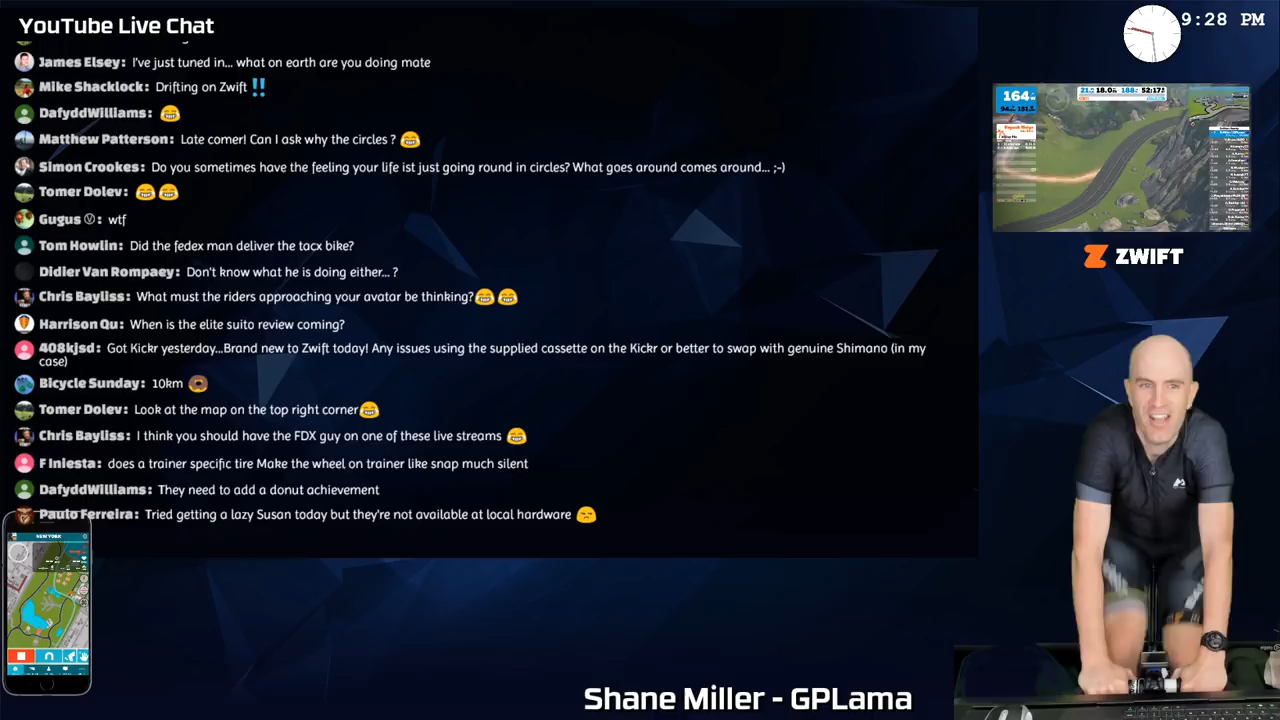 YouTube Live Chat
9:28 PM
James Elsey: I've just tuned in... what on earth are you doing mate
Mike Shacklock: Drifting on Zwift ‼
DafyddWilliams: 😂
Matthew Patterson: Late comer! Can I ask why the circles? 😂
Simon Crookes: Do you sometimes have the feeing your life ist just going round in circles? What goes around comes around... ;-)
Tomer Dolev: 😂😂
Gugus Ⓥ: wtf
Tom Howlin: Did the fedex man deliver the tacx bike?
Didier Van Rompaey: Don't know what he is doing either... ?
Chris Bayliss: What must the riders approaching your avatar be thinking?😂😂
Harrison Qu: When is the elite suito review coming?
408kjsd: Got Kickr yesterday...Brand new to Zwift today! Any issues using the supplied cassette on the Kickr or better to swap with genuine Shimano (in my
case)
Bicycle Sunday: 10km 🍩
Tomer Dolev: Look at the map on the top right corner😂
Chris Bayliss: I think you should have the FDX guy on one of these live streams 😂
F Iniesta: does a trainer specific tire Make the wheel on trainer like snap much silent
DafyddWilliams: They need to add a donut achievement
Paulo Ferreira: Tried getting a lazy Susan today but they're not available at local hardware 😒
164
18.0
188
52:17
ZWIFT
NEW YORK
Shane Miller - GPLama